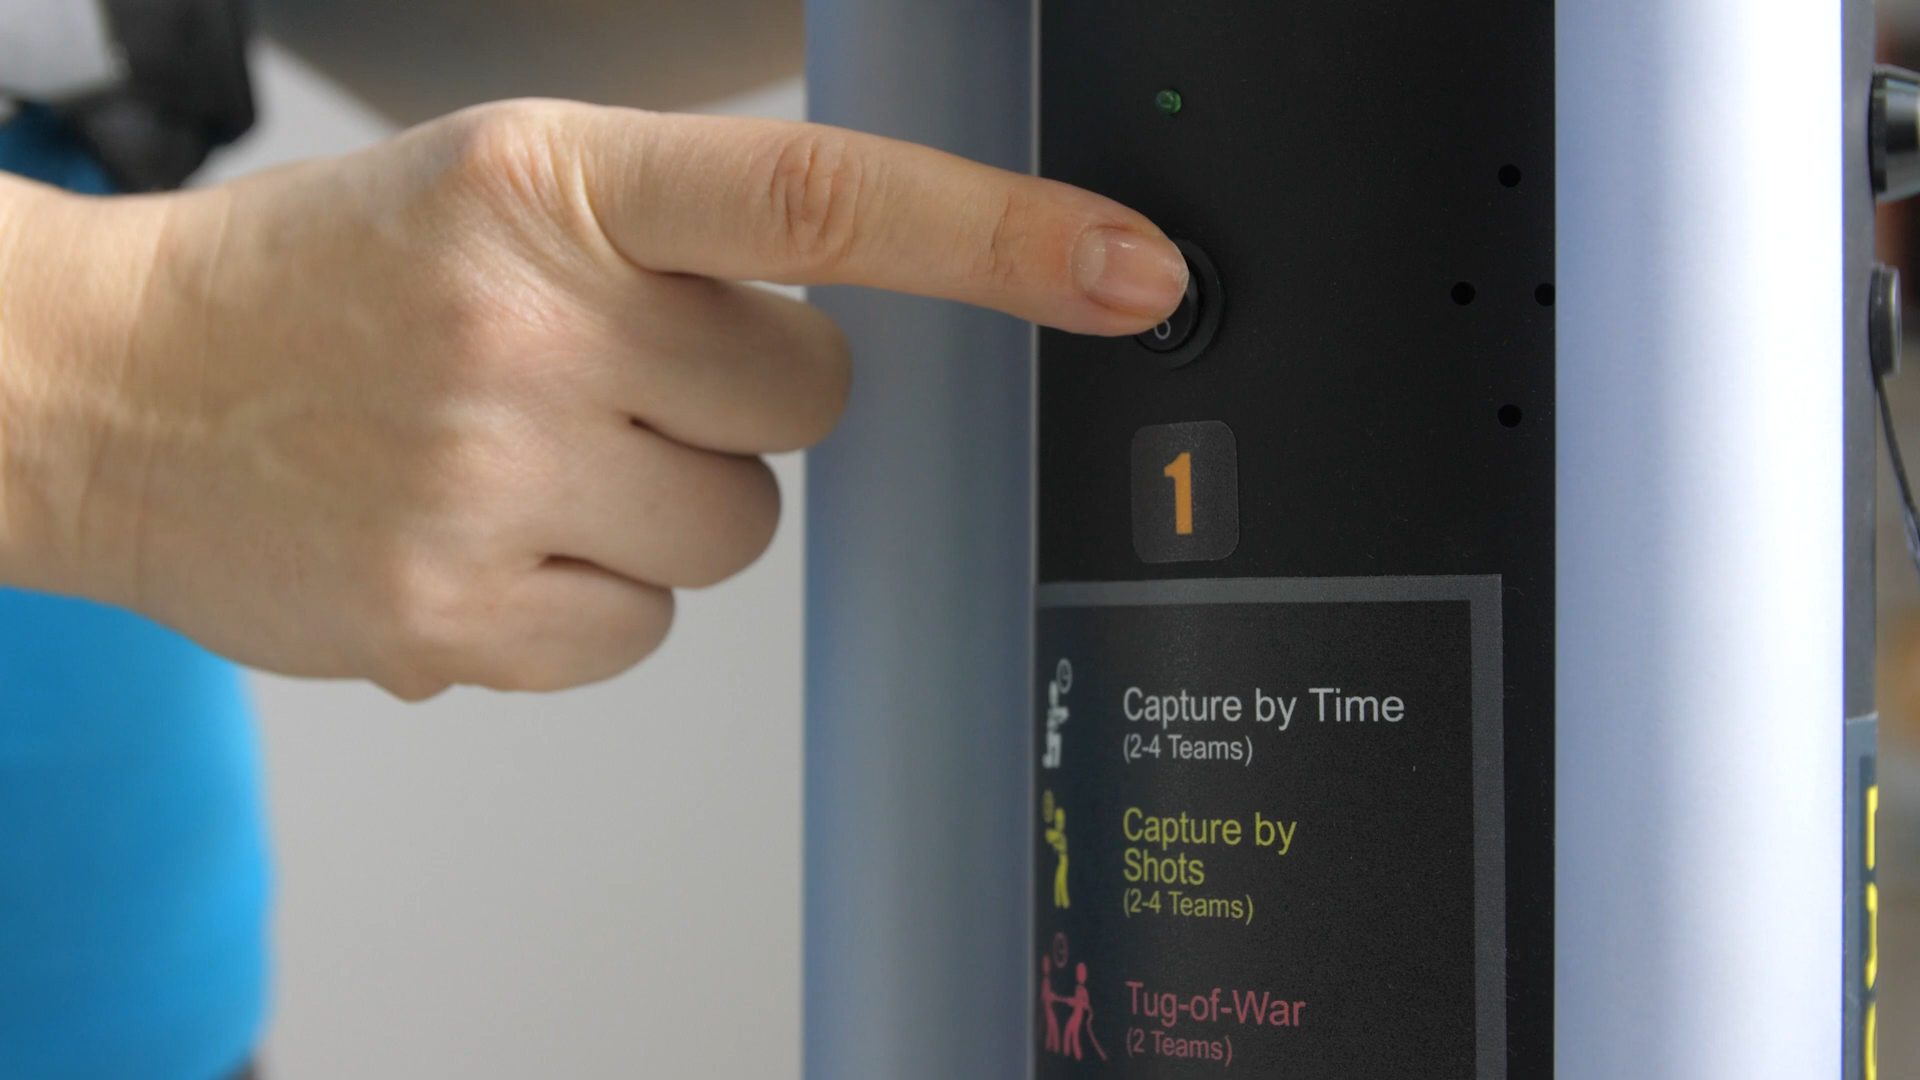 O
1
Capture by Time
(2-4 Teams)
Capture by
Shots
(2-4 Teams)
Tug-of-War
(2 Teams)